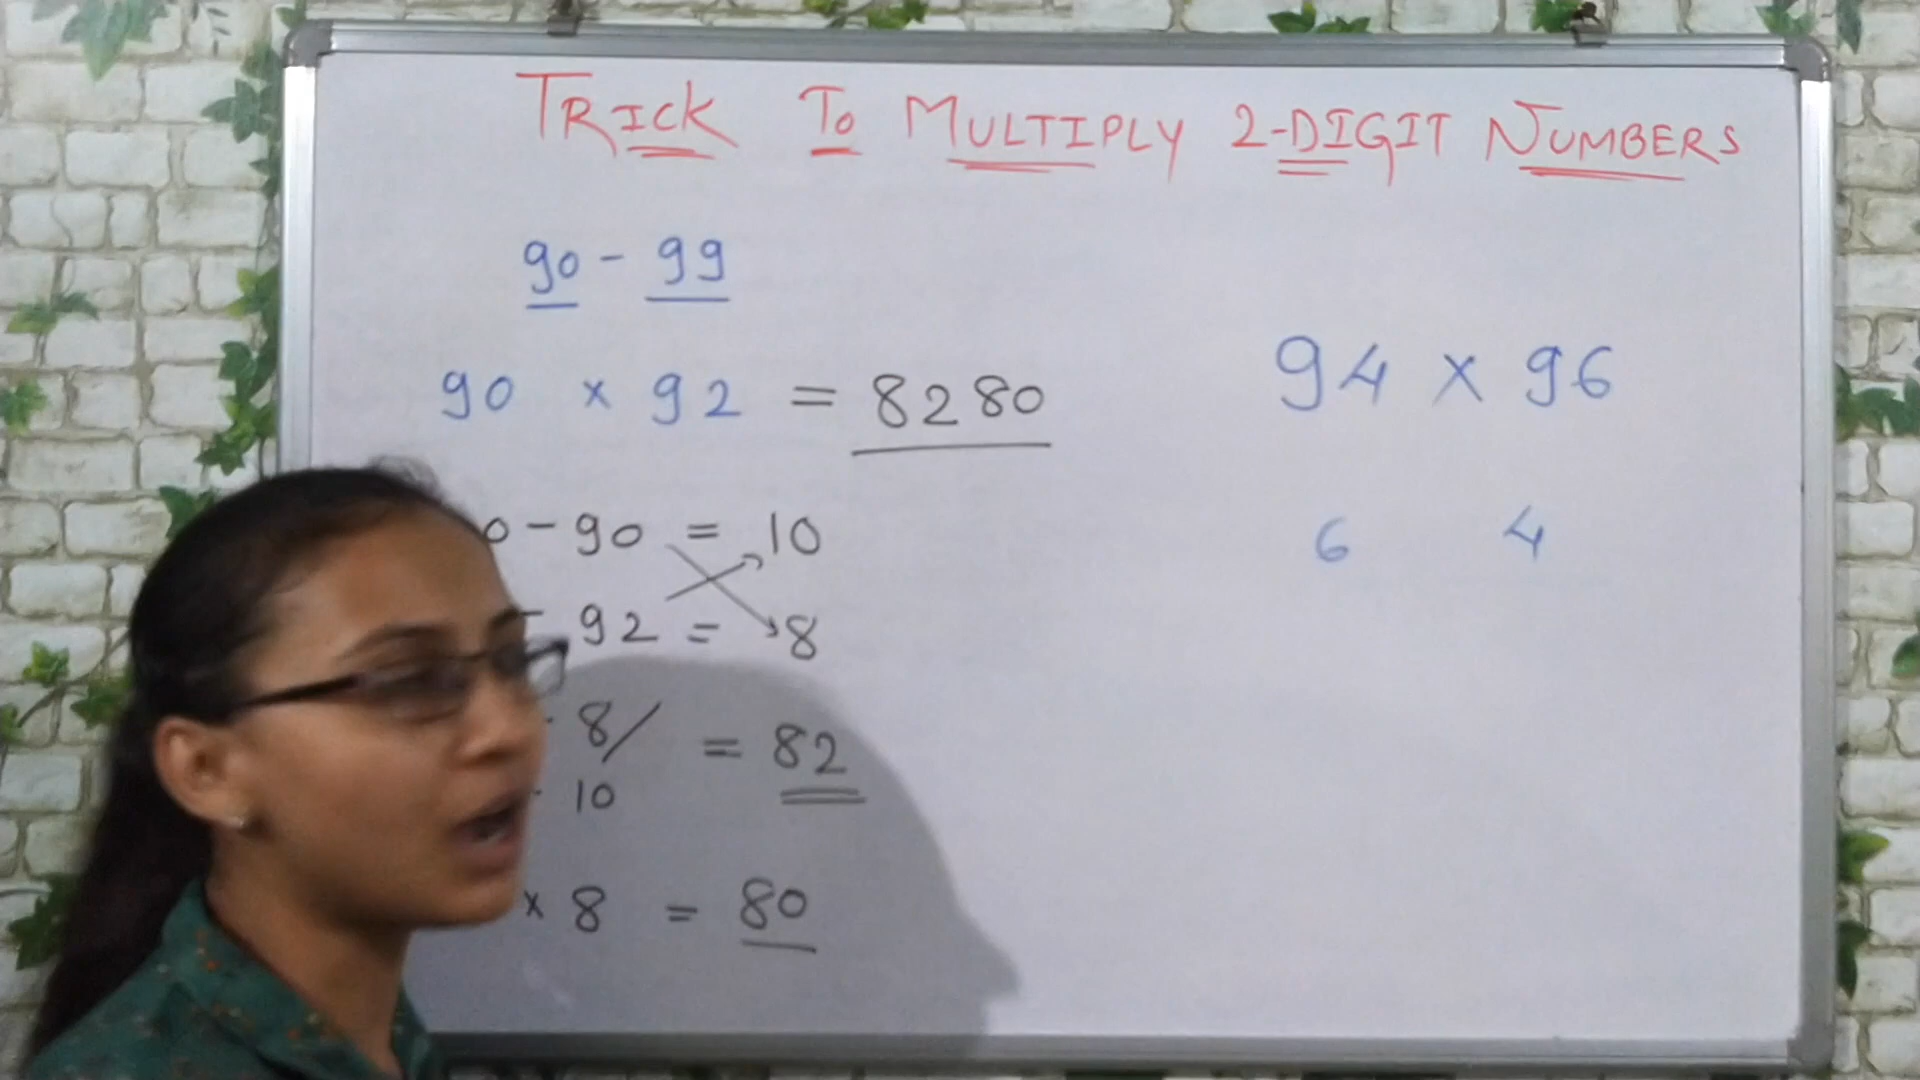 TRICK TO MULTIPLY 2-DIGIT NUMBERS
90 - 99
90 × 92 = 8280
94 × 96
0 - 90 = 10
6 4
- 92 = 8
- 8/ = 82
- 10
× 8 = 80